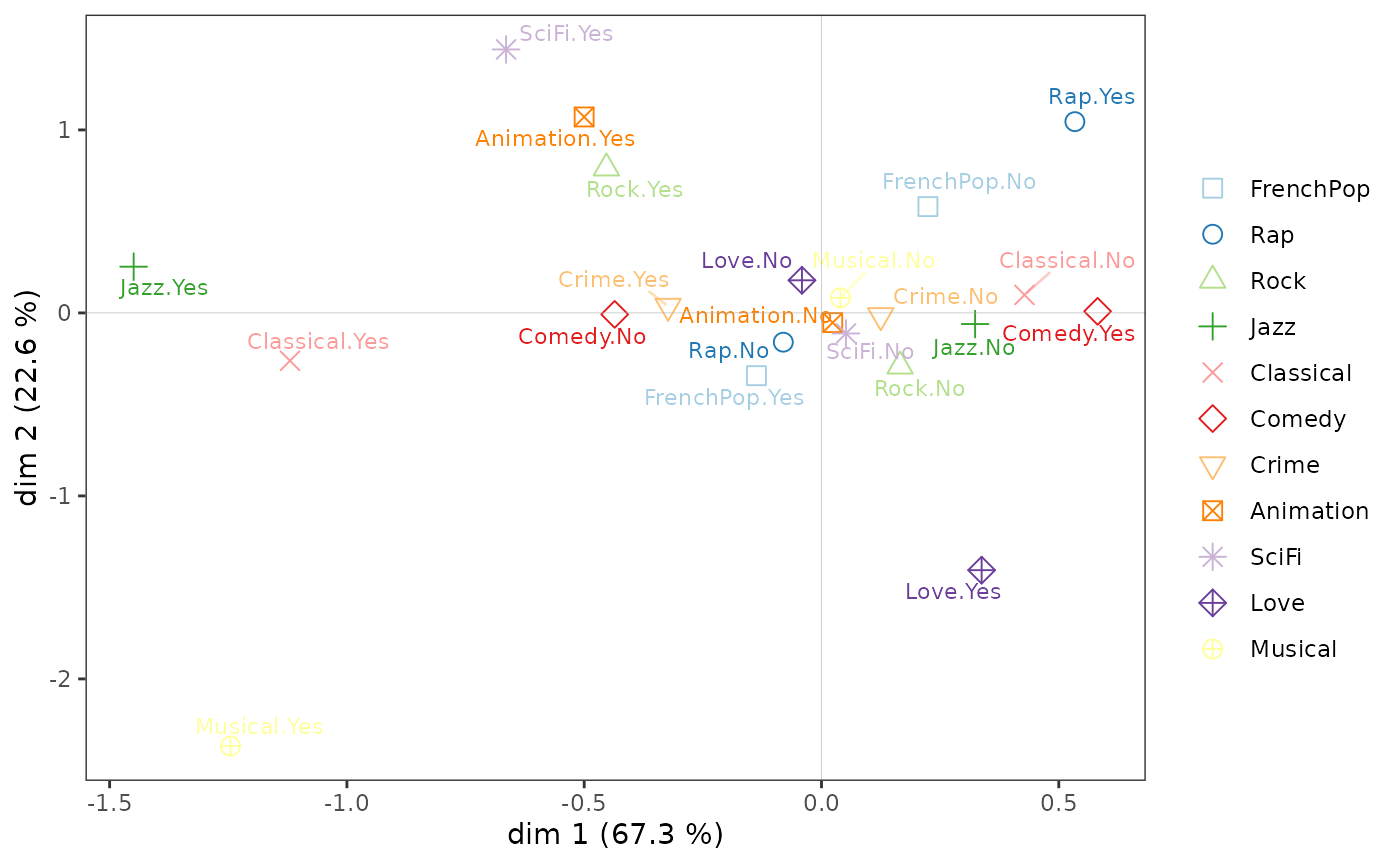 SciFi.Yes
Rap.Yes
Animation.Yes
FrenchPop.No
Rock.Yes
Love.No
Musical.No
Classical.No
Crime.Yes
Jazz.Yes
Crime.No
Animation.No
Comedy.No
Comedy.Yes
Classical.Yes
Rap.No
SciFi.No
Jazz.No
Rock.No
FrenchPop.Yes
Love.Yes
Musical.Yes
1
0
-1
-2
dim 2 (22.6 %)
-1.5 -1.0 -0.5 0.0 0.5
dim 1 (67.3 %)
FrenchPop
Rap
Rock
Jazz
Classical
Comedy
Crime
Animation
SciFi
Love
Musical